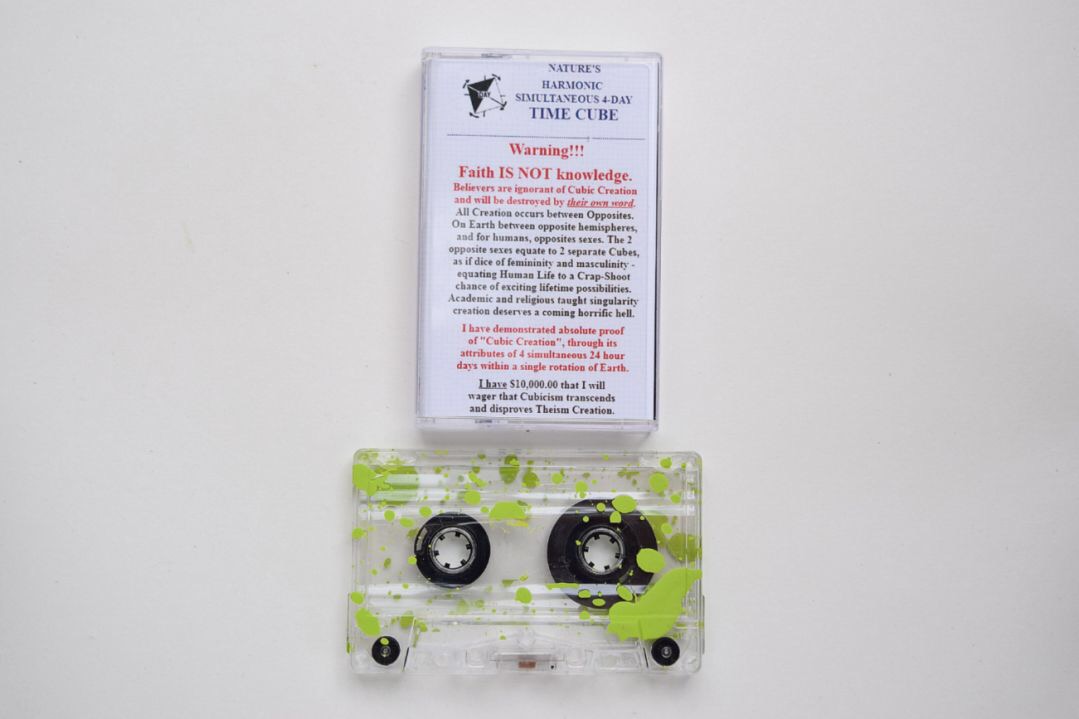 DAY
NATURE'S
HARMONIC
SIMULTANEOUS 4-DAY
TIME CUBE
Warning!!!
Faith IS NOT knowledge.
Believers are ignorant of Cubic Creation
and will be destroyed by their own word.
All Creation occurs between Opposites.
On Earth between opposite hemispheres,
and for humans, opposites sexes. The 2
opposite sexes equate to 2 separate Cubes,
as if dice of femininity and masculinity -
equating Human Life to a Crap-Shoot
chance of exciting lifetime possibilities.
Academic and religious taught singularity
creation deserves a coming horrific hell.
I have demonstrated absolute proof
of "Cubic Creation", through its
attributes of 4 simultaneous 24 hour
days within a single rotation of Earth.
I have $10,000.00 that I will
wager that Cubicism transcends
and disproves Theism Creation.